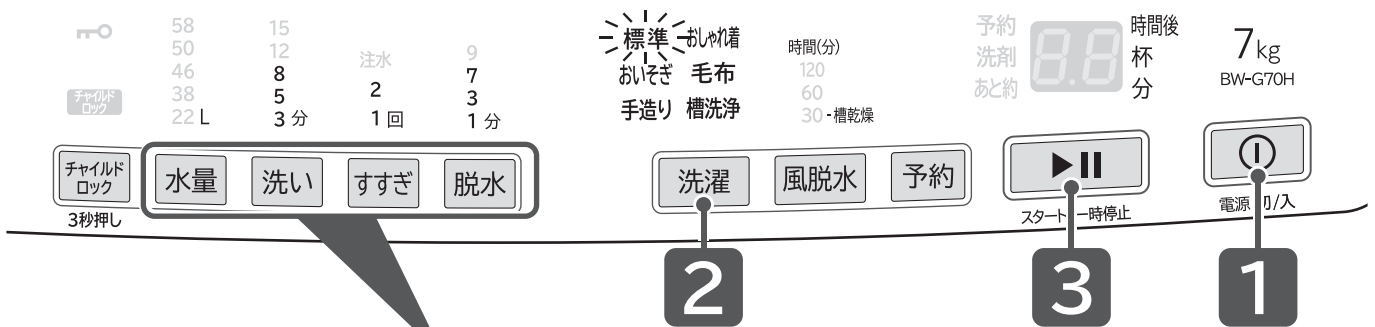 58
50
46
38
22 L
チャイルド
ロック
15
12
8
5
3 分
注水
2
1 回
9
7
3
1 分
標準
おしゃれ着
おいそぎ
毛布
手造り
槽洗浄
時間(分)
120
60
30 - 槽乾燥
予約
洗剤
あと約
8.8
時間後
杯
分
7kg
BW-G70H
チャイルド
ロック
3秒押し
水量
洗い
すすぎ
脱水
洗濯
風脱水
予約
スタート 一時停止
電源 切/入
2
3
1